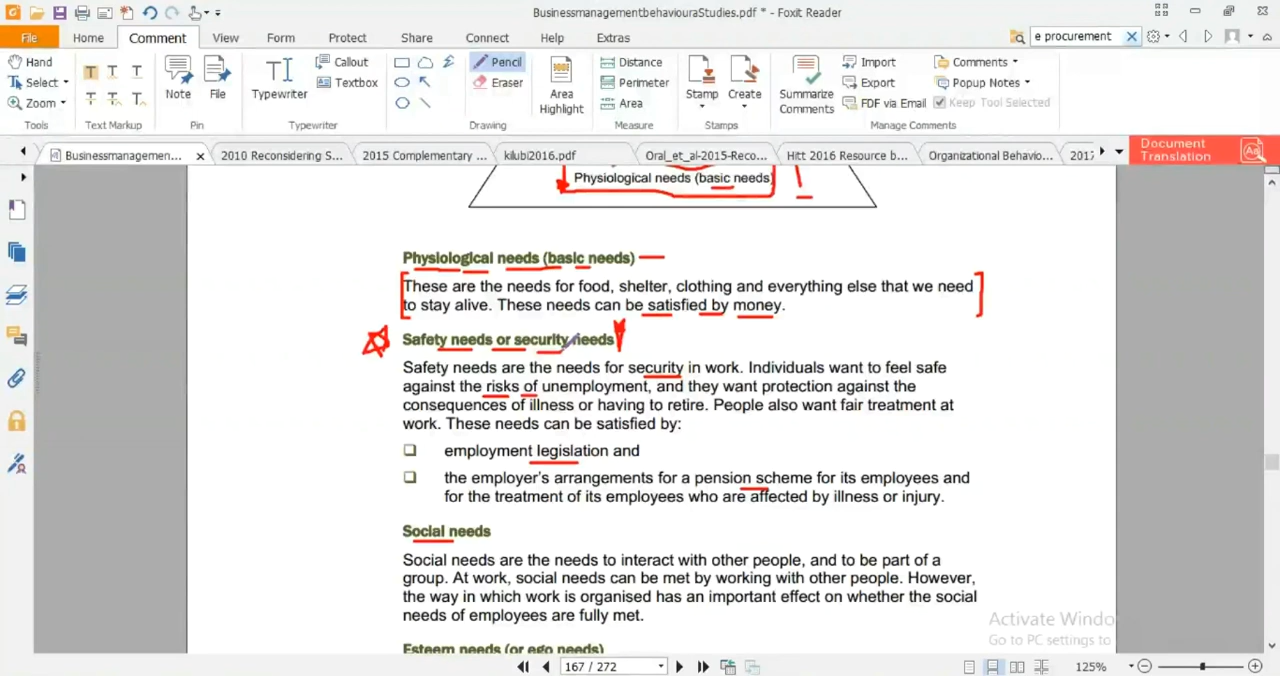 BusinessmanagementbehaviouraStudies.pdf * - Foxit Reader
File Home Comment View Form Protect Share Connect Help Extras e procurement
Hand
Select
Zoom
Tools
Text Markup
Note
File
Pin
Typewriter
Callout
Textbox
Typewriter
Pencil
Eraser
Drawing
Area
Highlight
Distance
Perimeter
Area
Measure
Stamp
Create
Stamps
Summarize
Comments
Import
Export
FDF via Email
Comments
Popup Notes
Keep Tool Selected
Manage Comments
Businessmanagemen... 2010 Reconsidering S... 2015 Complementary ... kilubi2016.pdf Oral_et_al-2015-Reco... Hitt 2016 Resource b... Organizational Behavio... 2017
Document
Translation
Physiological needs (basic needs)
Physiological needs (basic needs)
These are the needs for food, shelter, clothing and everything else that we need
to stay alive. These needs can be satisfied by money.
Safety needs or security needs
Safety needs are the needs for security in work. Individuals want to feel safe
against the risks of unemployment, and they want protection against the
consequences of illness or having to retire. People also want fair treatment at
work. These needs can be satisfied by:
❑ employment legislation and
❑ the employer's arrangements for a pension scheme for its employees and
for the treatment of its employees who are affected by illness or injury.
Social needs
Social needs are the needs to interact with other people, and to be part of a
group. At work, social needs can be met by working with other people. However,
the way in which work is organised has an important effect on whether the social
needs of employees are fully met.
Esteem needs (or ego needs)
Activate Windo
Go to PC settings to
167 / 272
125%